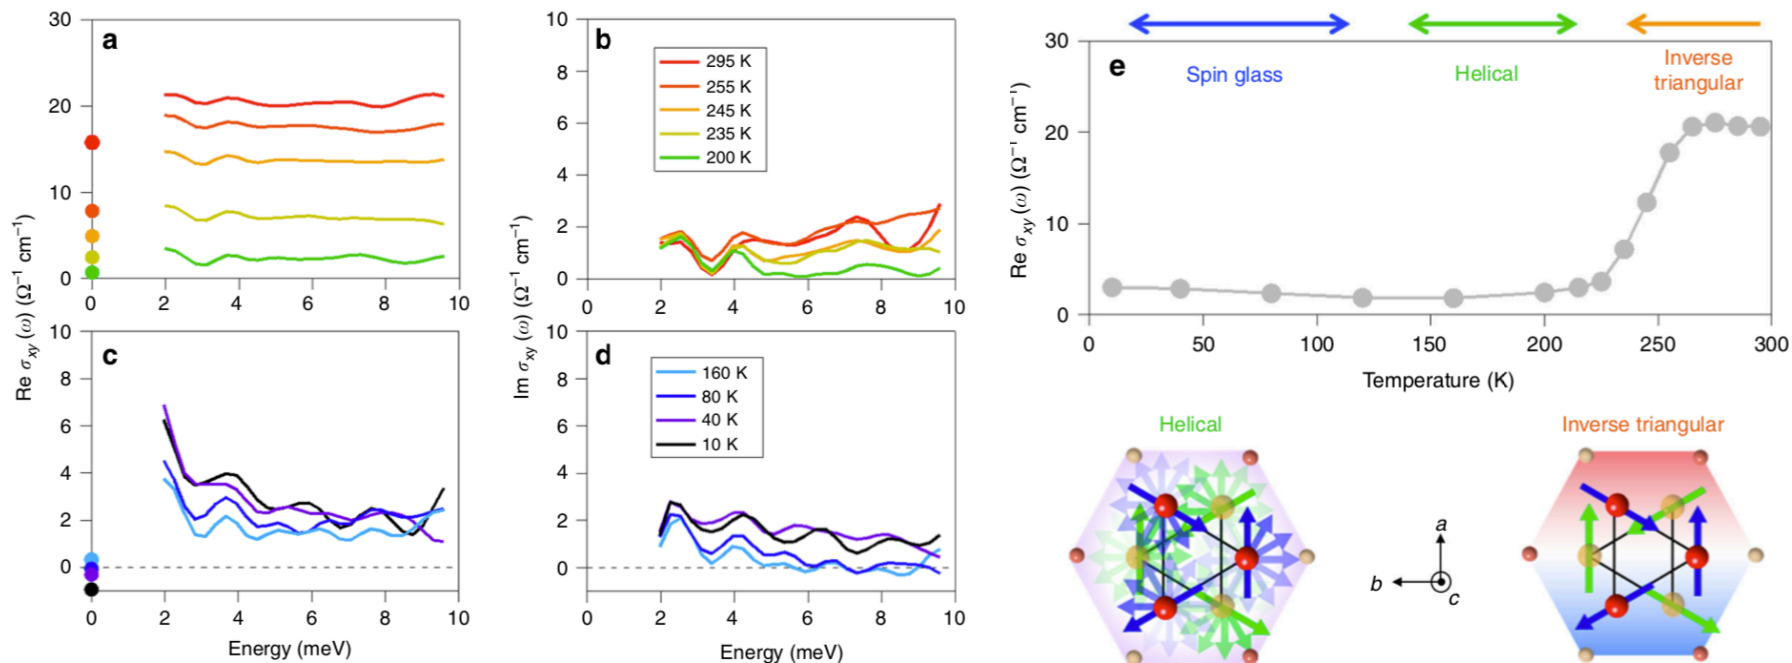 a
30
20
10
0
0 2 4 6 8 10
Re σxy (ω) (Ω⁻¹ cm⁻¹)
b
10
8
6
4
2
0
0 2 4 6 8 10
295 K
255 K
245 K
235 K
200 K
c
10
8
6
4
2
0
0 2 4 6 8 10
Energy (meV)
d
10
8
6
4
2
0
0 2 4 6 8 10
Im σxy (ω) (Ω⁻¹ cm⁻¹)
160 K
80 K
40 K
10 K
Energy (meV)
e
Spin glass
Helical
Inverse
triangular
30
20
10
0
0 50 100 150 200 250 300
Re σxy (ω) (Ω⁻¹ cm⁻¹)
Temperature (K)
Helical
Inverse triangular
a
b
c